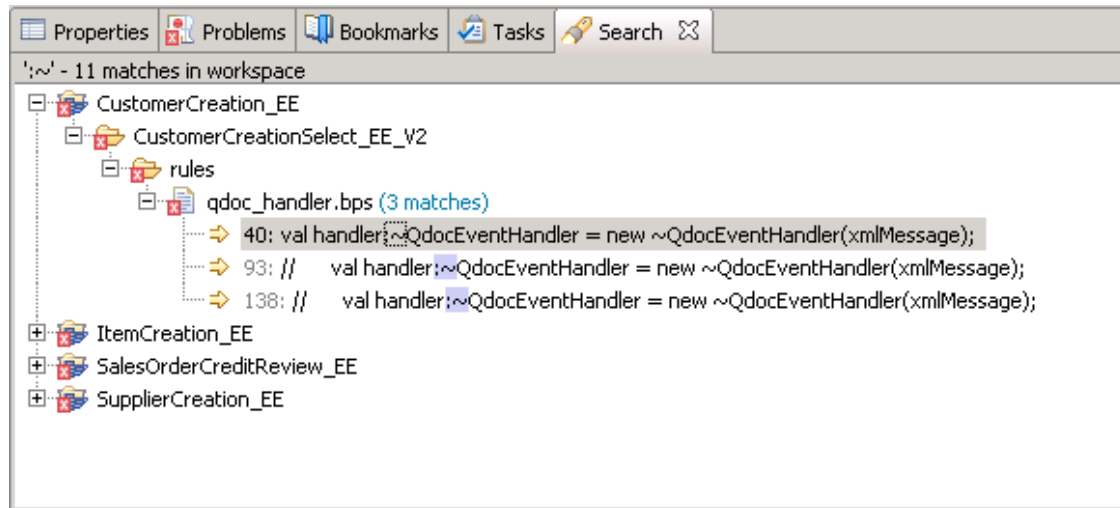 Properties Problems Bookmarks Tasks Search
':~' - 11 matches in workspace
CustomerCreation_EE
CustomerCreationSelect_EE_V2
rules
qdoc_handler.bps (3 matches)
40: val handler:~QdocEventHandler = new ~QdocEventHandler(xmlMessage);
93: // val handler:~QdocEventHandler = new ~QdocEventHandler(xmlMessage);
138: // val handler:~QdocEventHandler = new ~QdocEventHandler(xmlMessage);
ItemCreation_EE
SalesOrderCreditReview_EE
SupplierCreation_EE